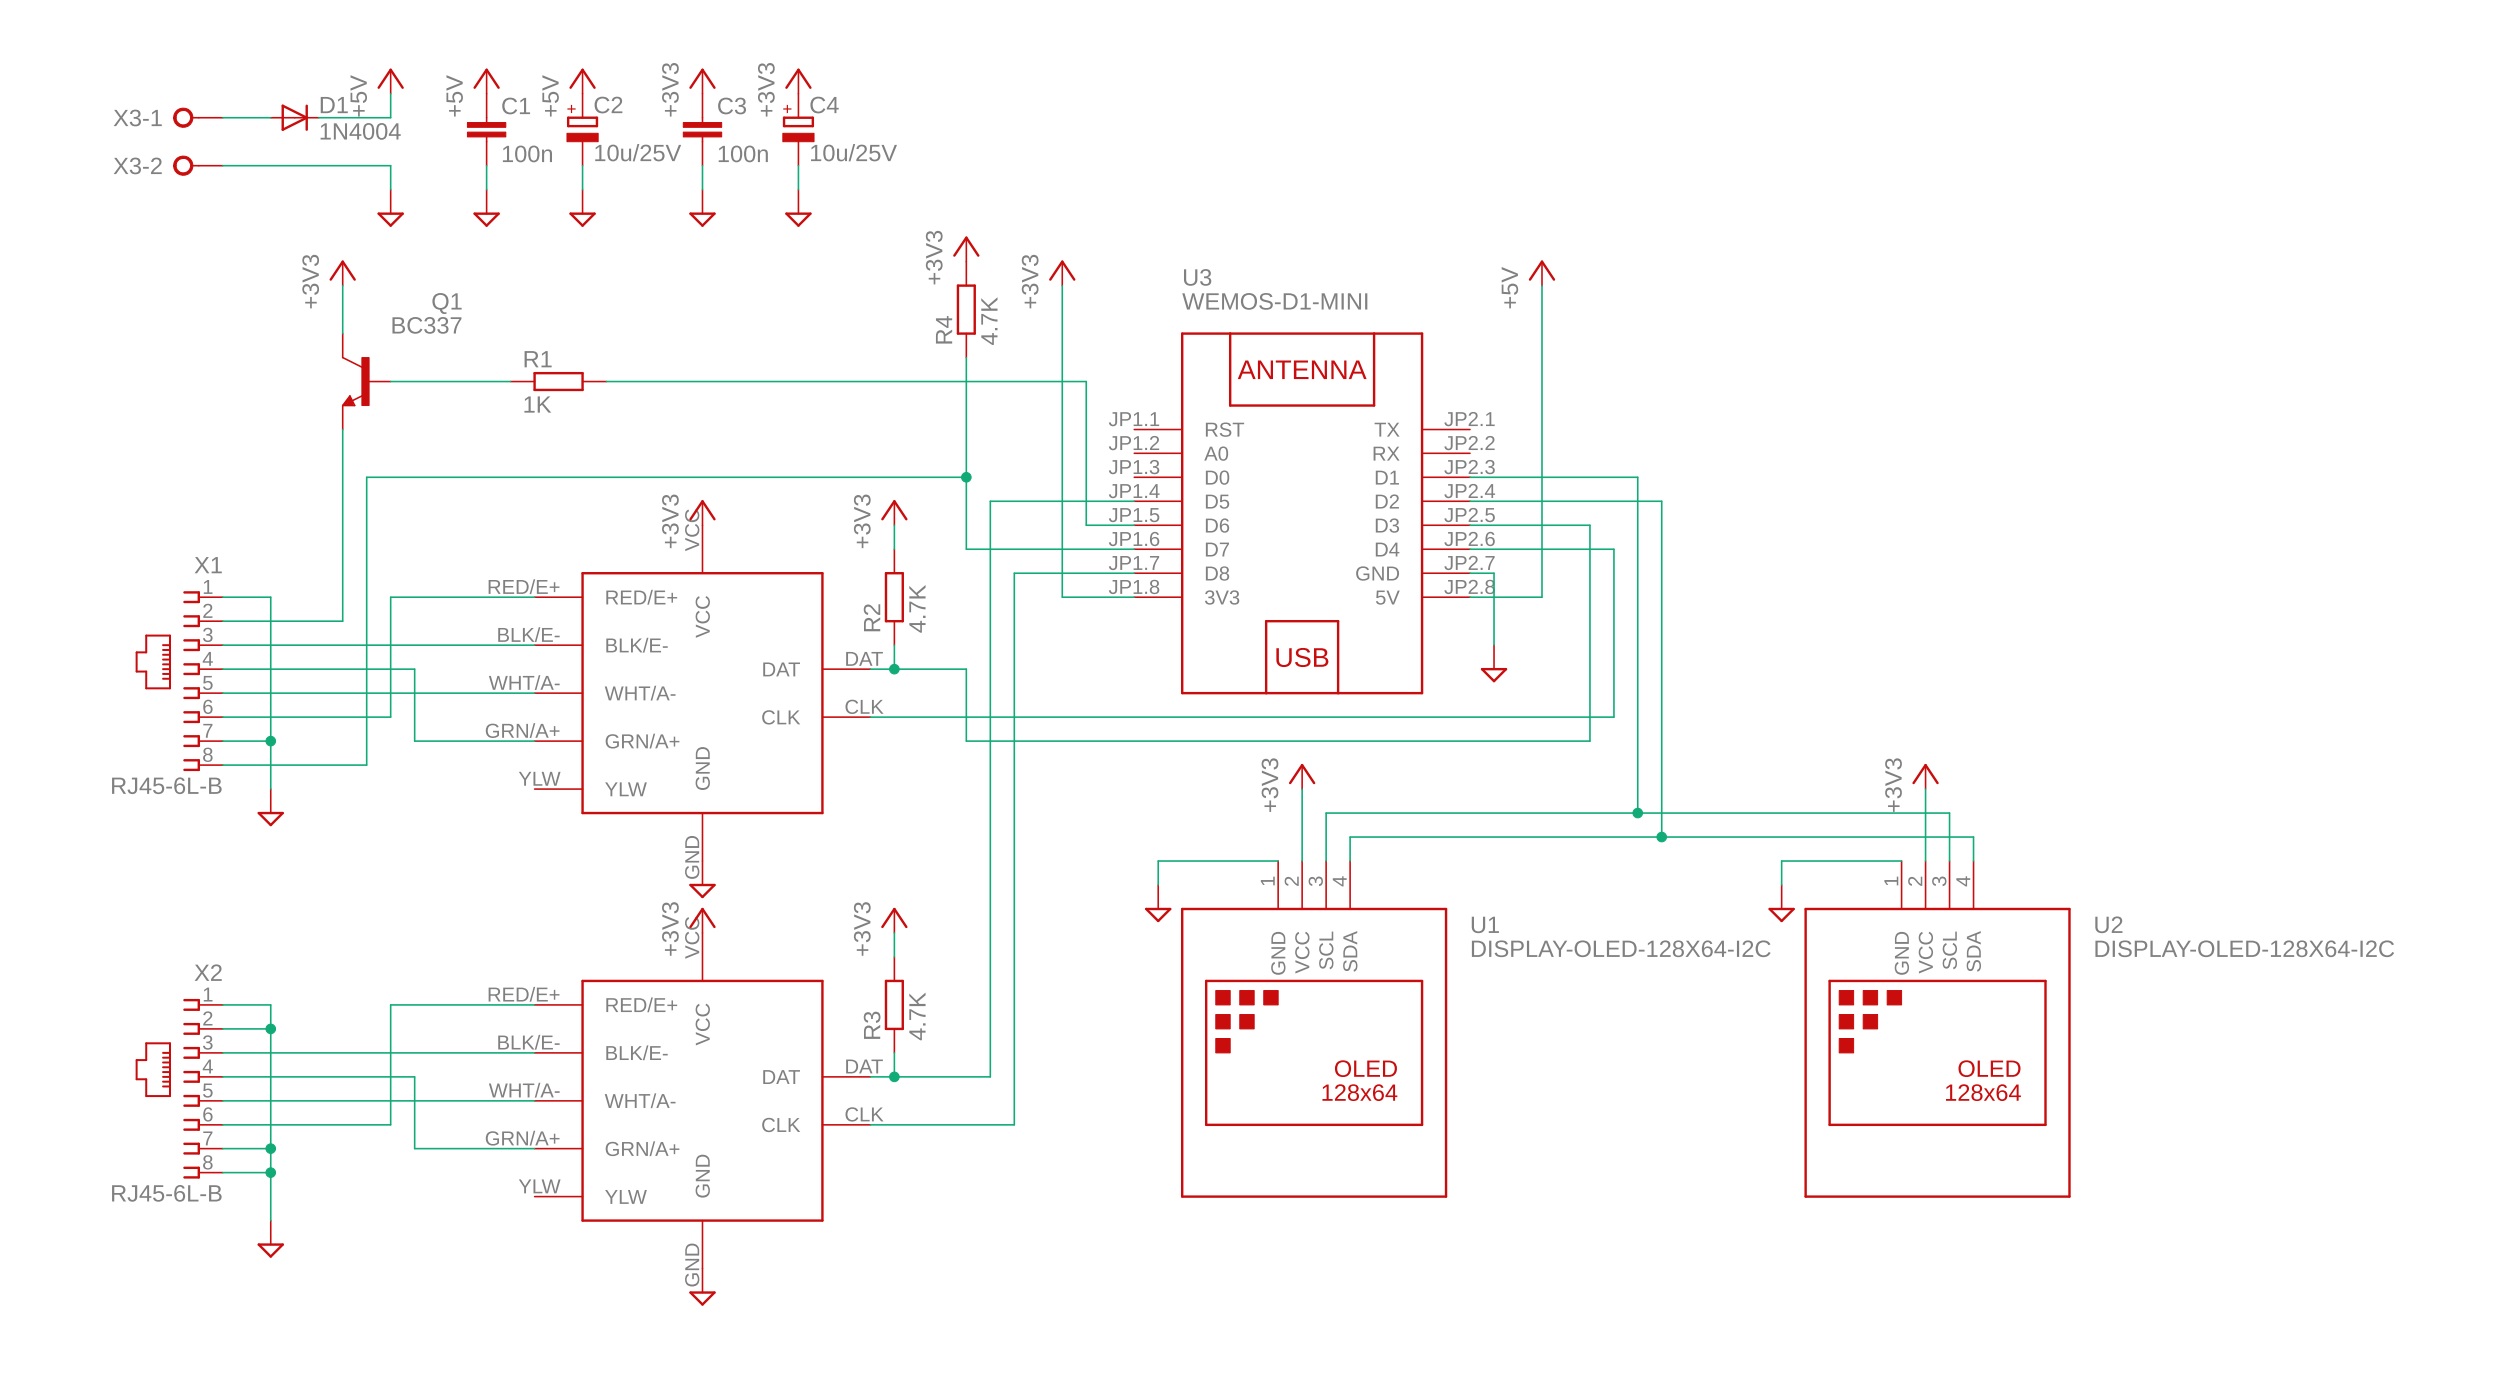 X3-1
X3-2
D1
1N4004
+5V
+5V
C1
100n
+5V
+
C2
10u/25V
+3V3
C3
100n
+3V3
+
C4
10u/25V
+3V3
Q1
BC337
R1
1K
+3V3
R4
4.7K
+3V3
U3
WEMOS-D1-MINI
ANTENNA
JP1.1
JP1.2
JP1.3
JP1.4
JP1.5
JP1.6
JP1.7
JP1.8
RST
A0
D0
D5
D6
D7
D8
3V3
TX
RX
D1
D2
D3
D4
GND
5V
JP2.1
JP2.2
JP2.3
JP2.4
JP2.5
JP2.6
JP2.7
JP2.8
USB
+5V
X1
1
2
3
4
5
6
7
8
RJ45-6L-B
+3V3
VCC
RED/E+
BLK/E-
WHT/A-
GRN/A+
YLW
RED/E+
BLK/E-
WHT/A-
GRN/A+
YLW
VCC
GND
DAT
CLK
DAT
CLK
GND
+3V3
R2
4.7K
X2
1
2
3
4
5
6
7
8
RJ45-6L-B
+3V3
VCC
RED/E+
BLK/E-
WHT/A-
GRN/A+
YLW
RED/E+
BLK/E-
WHT/A-
GRN/A+
YLW
VCC
GND
DAT
CLK
DAT
CLK
GND
+3V3
R3
4.7K
+3V3
1
2
3
4
GND
VCC
SCL
SDA
OLED
128x64
U1
DISPLAY-OLED-128X64-I2C
+3V3
1
2
3
4
GND
VCC
SCL
SDA
OLED
128x64
U2
DISPLAY-OLED-128X64-I2C